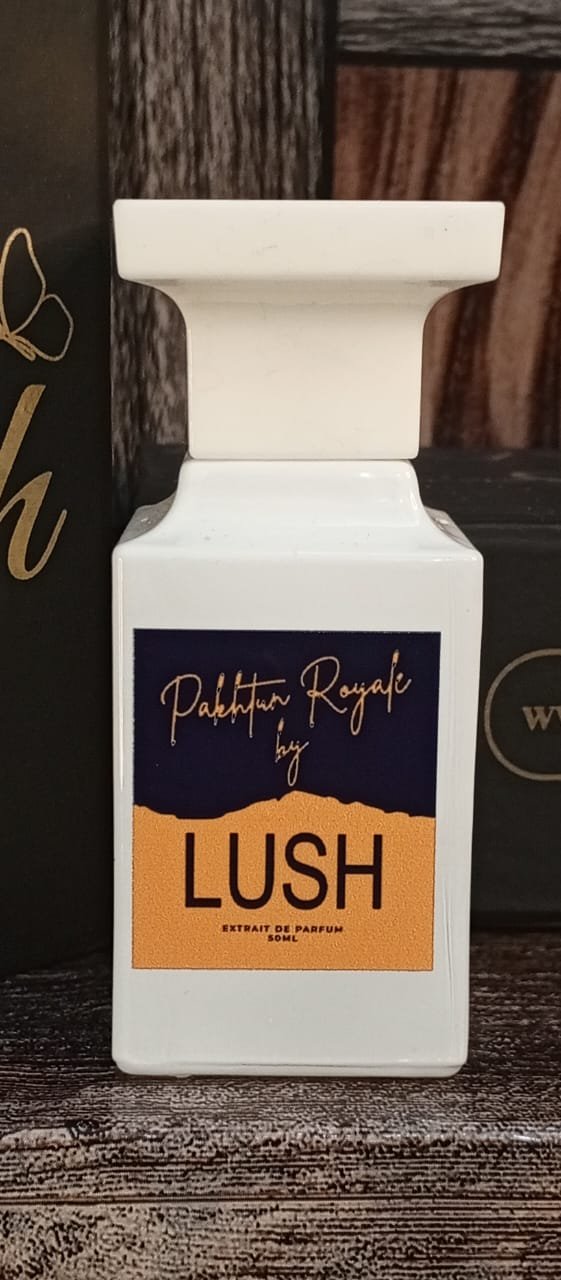 Pakhtun Royale
by
LUSH
EXTRAIT DE PARFUM
50ML